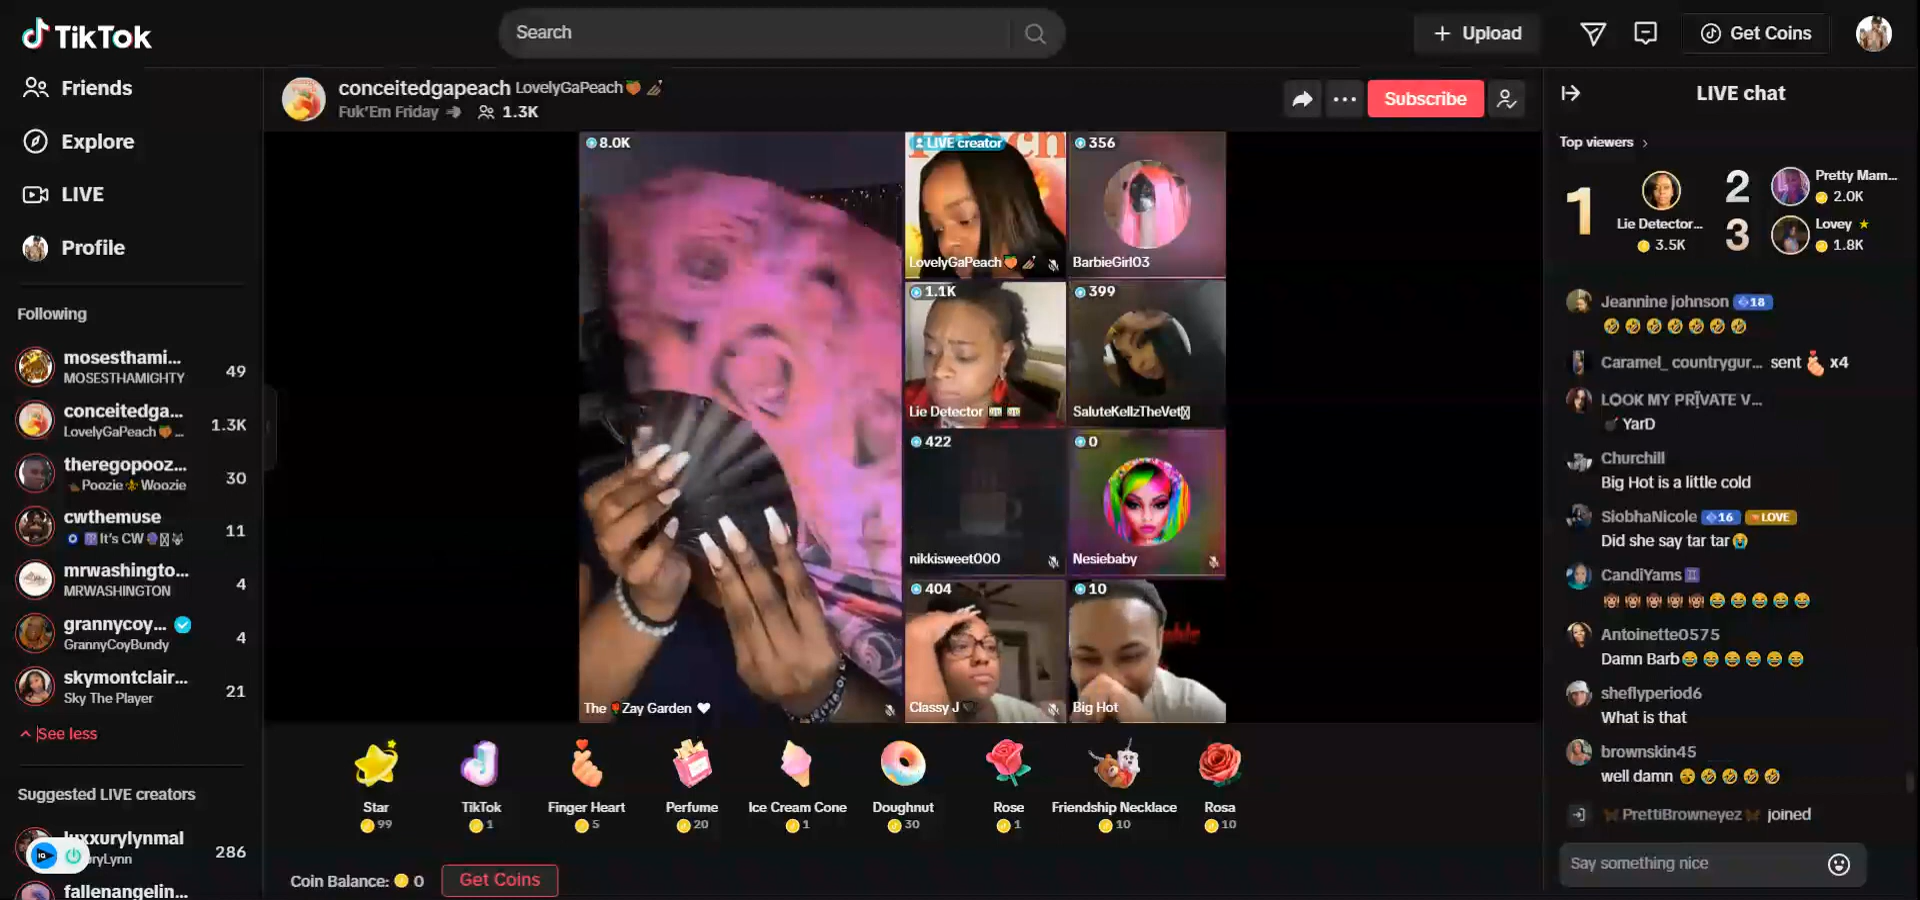 TikTok
Search
Upload
Get Coins
Friends
Explore
LIVE
Profile
Following
mosesthami...
MOSESTHAMIGHTY
49
conceitedga...
LovelyGaPeach🍑...
1.3K
theregopooz...
Poozie⚜️Woozie
30
cwthemuse
🧿♊It's CW🔮
11
mrwashingto...
MRWASHINGTON
4
grannycoy...
GrannyCoyBundy
4
skymontclair...
Sky The Player
21
See less
Suggested LIVE creators
uxxurylynmal
uryLynn
286
fallenangelin...
conceitedgapeach LovelyGaPeach🍑💅🏾
Fuk'Em Friday 1.3K
Subscribe
8.0K
The🌹Zay Garden 🤍
LIVE creator
LovelyGaPeach🍑💅🏾
356
BarbieGirl03
1.1K
Lie Detector
399
SaluteKellzTheVet
422
nikkisweet000
0
Nesiebaby
404
Classy J🖤
10
Big Hot
Star
99
TikTok
1
Finger Heart
5
Perfume
20
Ice Cream Cone
1
Doughnut
30
Rose
1
Friendship Necklace
10
Rosa
10
Coin Balance: 0
Get Coins
LIVE chat
Top viewers
1
Lie Detector...
3.5K
2
Pretty Mam...
2.0K
3
Lovey ⭐
1.8K
Jeannine johnson 18
🤣🤣🤣🤣🤣🤣🤣
Caramel_ countrygur... sent x4
LOOK MY PRIVATE V...
💣YarD
Churchill
Big Hot is a little cold
SiobhaNicole 16 LOVE
Did she say tar tar😭
CandiYams♊
🙉🙉🙉🙉🙉😂😂😂😂😂
Antoinette0575
Damn Barb😂😂😂😂😂😂
sheflyperiod6
What is that
brownskin45
well damn 😪🤣🤣🤣🤣
🦋PrettiBrowneyez🦋 joined
Say something nice